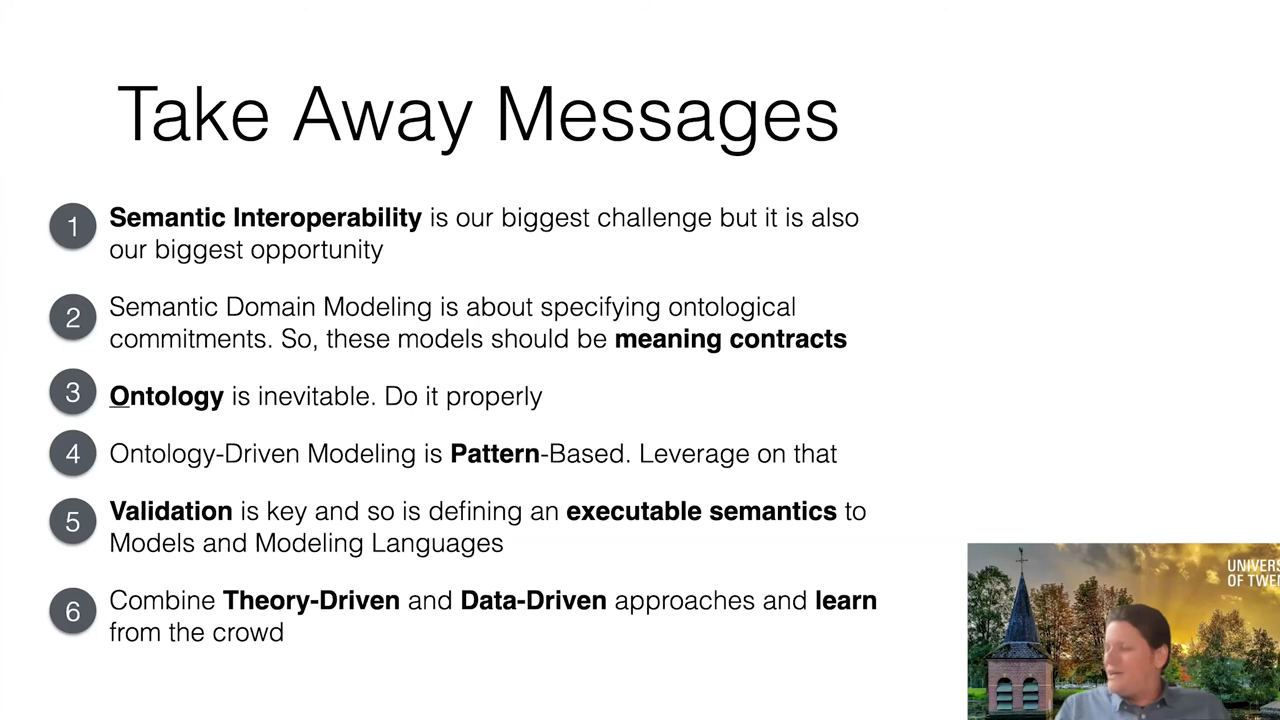 Take Away Messages
1
Semantic Interoperability is our biggest challenge but it is also
our biggest opportunity
2
Semantic Domain Modeling is about specifying ontological
commitments. So, these models should be meaning contracts
3
Ontology is inevitable. Do it properly
4
Ontology-Driven Modeling is Pattern-Based. Leverage on that
5
Validation is key and so is defining an executable semantics to
Models and Modeling Languages
6
Combine Theory-Driven and Data-Driven approaches and learn
from the crowd
UNIVERS
OF TWEN